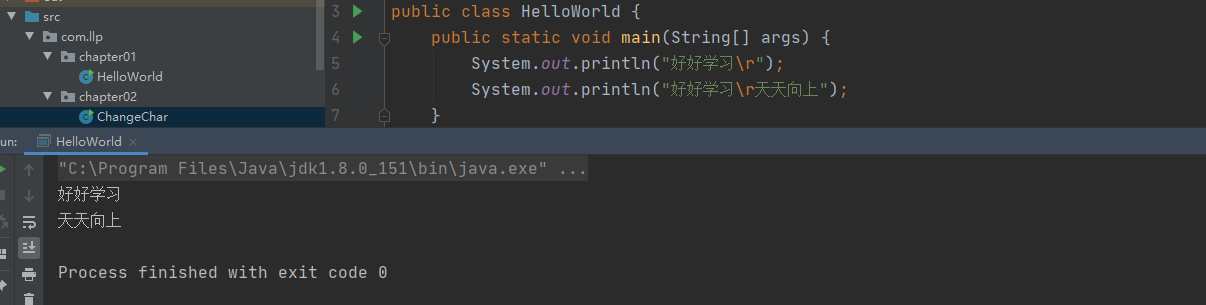 src
com.llp
chapter01
HelloWorld
chapter02
ChangeChar
3 public class HelloWorld {
4 public static void main(String[] args) {
5 System.out.println("好好学习\r");
6 System.out.println("好好学习\r天天向上");
7 }
un: HelloWorld ×
"C:\Program Files\Java\jdk1.8.0_151\bin\java.exe" ...
好好学习
天天向上
Process finished with exit code 0